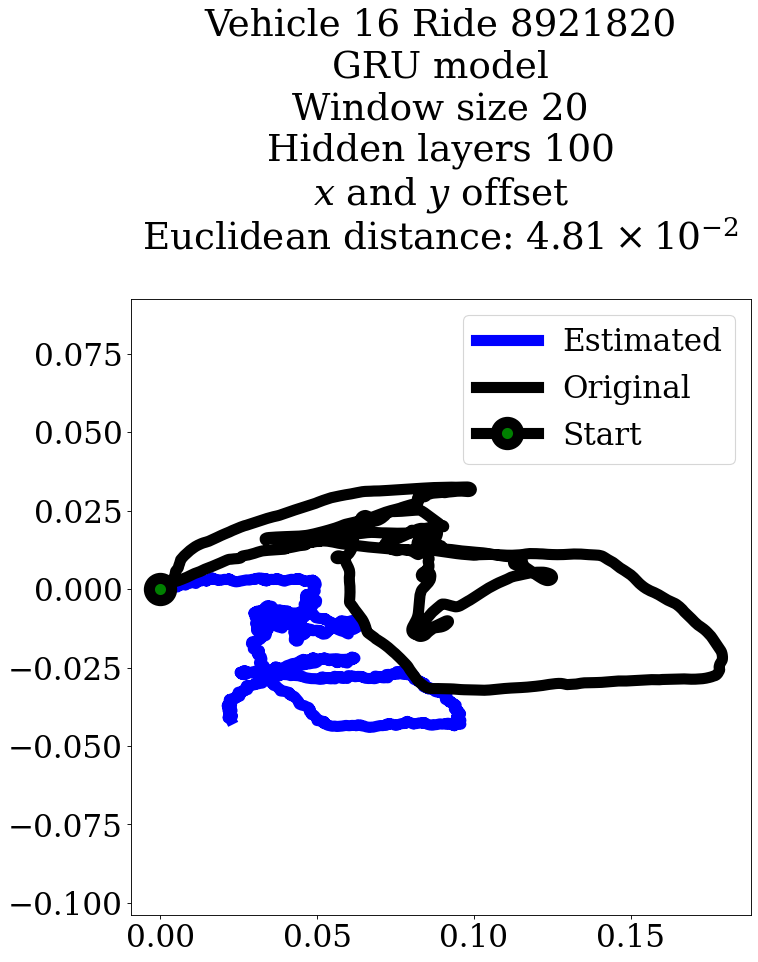 Vehicle 16 Ride 8921820
GRU model
Window size 20
Hidden layers 100
x and y offset
Euclidean distance: 4.81 × 10⁻²
Estimated
Original
Start
0.075
0.050
0.025
0.000
−0.025
−0.050
−0.075
−0.100
0.00 0.05 0.10 0.15